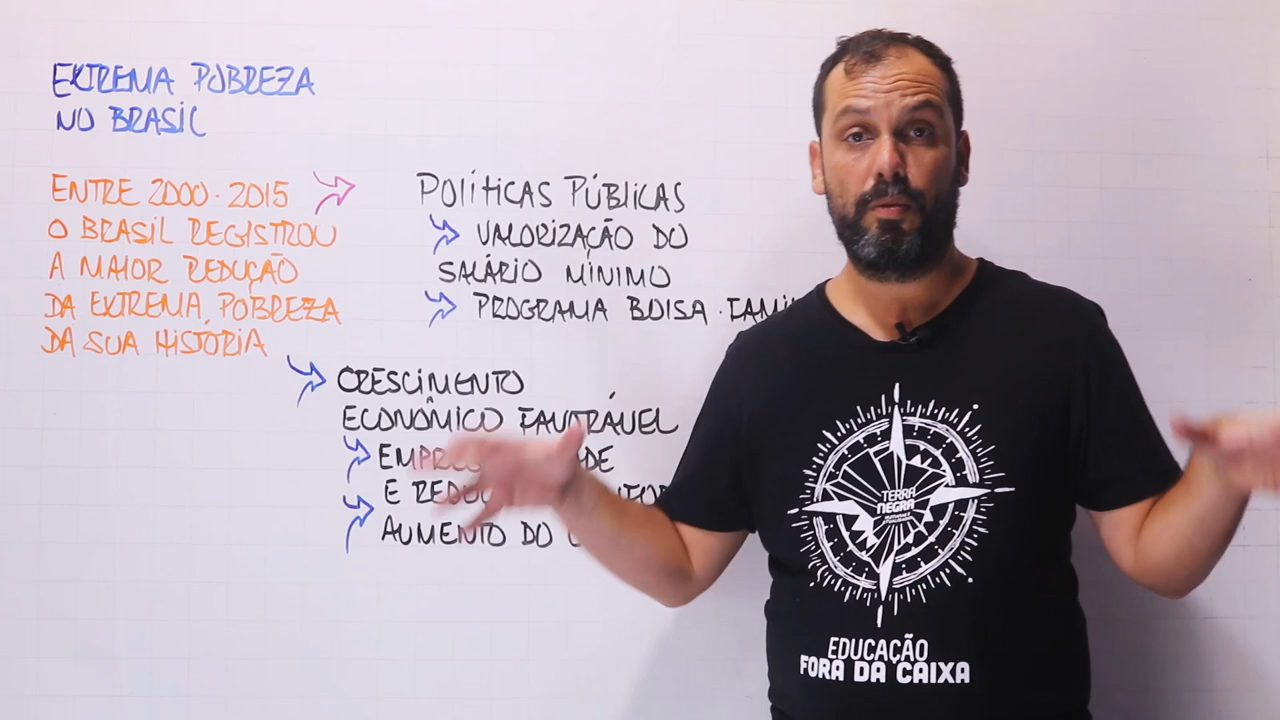 EXTREMA POBREZA
NO BRASIL
ENTRE 2000-2015
O BRASIL REGISTROU
A MAIOR REDUÇÃO
DA EXTREMA POBREZA
DA SUA HISTÓRIA
POLÍTICAS PÚBLICAS
VALORIZAÇÃO DO
SALÁRIO MÍNIMO
PROGRAMA BOLSA
CRESCIMENTO
ECONÔMICO FAVORÁVEL
E
AUMENTO DO
TERRA
NEGRA
EDUCAÇÃO
FORA DA CAIXA